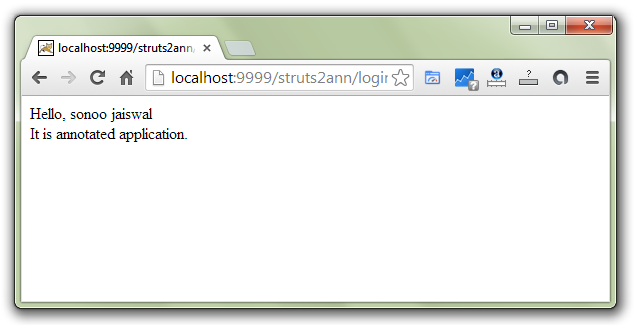 localhost:9999/struts2ann
localhost:9999/struts2ann/login
Hello, sonoo jaiswal
It is annotated application.